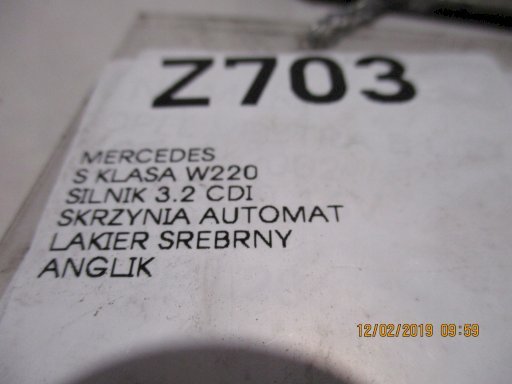 Z703
MERCEDES
S KLASA W220
SILNIK 3.2 CDI
SKRZYNIA AUTOMAT
LAKIER SREBRNY
ANGLIK
12/02/2019 09:59